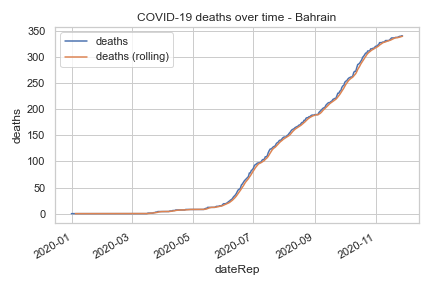 COVID-19 deaths over time - Bahrain
deaths
deaths (rolling)
350
300
250
200
150
100
50
0
deaths
2020-01
2020-03
2020-05
2020-07
2020-09
2020-11
dateRep